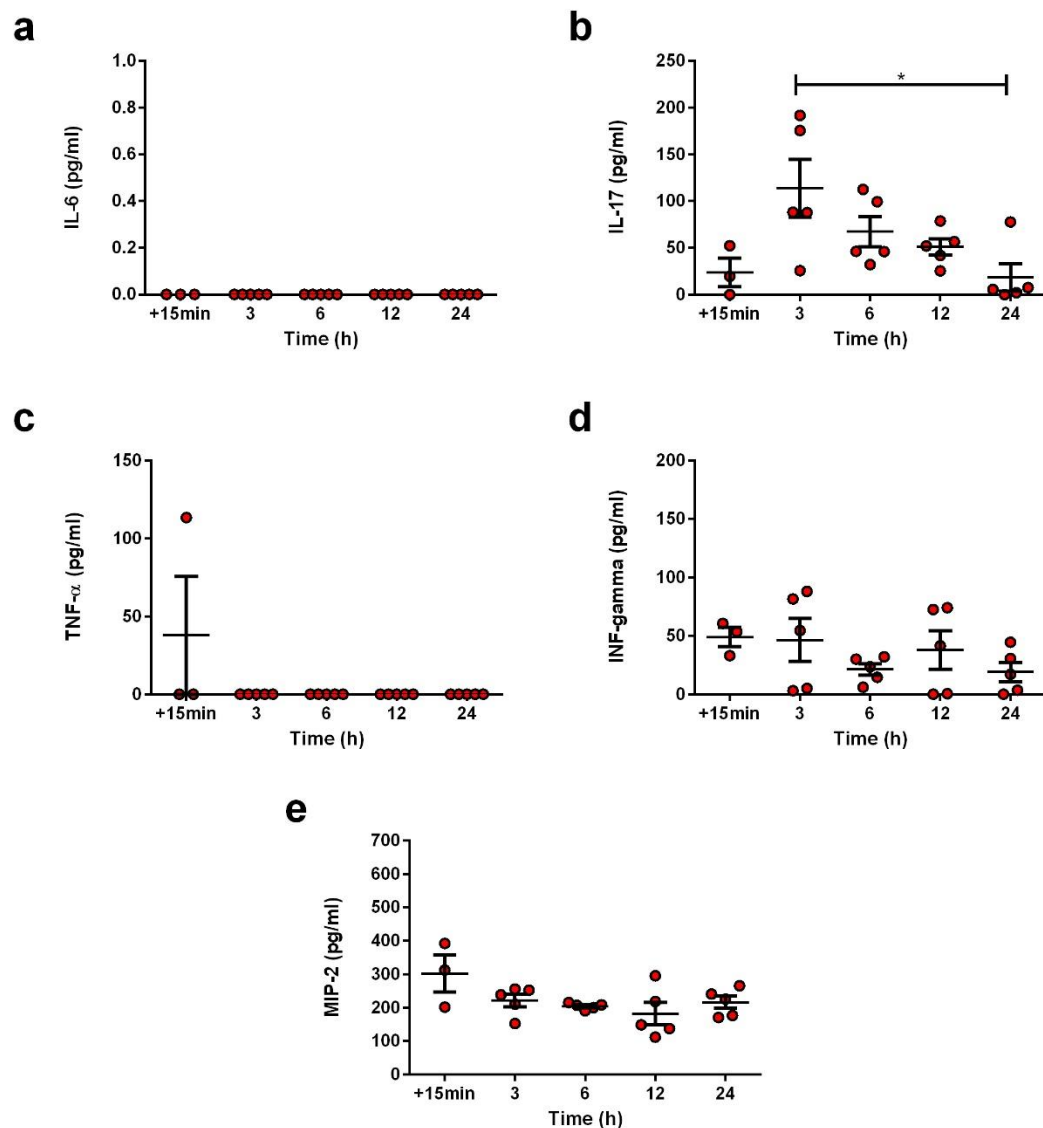 a
IL-6 (pg/ml)
1.0
0.8
0.6
0.4
0.2
0.0
+15min 3 6 12 24
Time (h)
b
IL-17 (pg/ml)
250
200
150
100
50
0
*
+15min 3 6 12 24
Time (h)
c
TNF-α (pg/ml)
150
100
50
0
+15min 3 6 12 24
Time (h)
d
INF-gamma (pg/ml)
200
150
100
50
0
+15min 3 6 12 24
Time (h)
e
MIP-2 (pg/ml)
700
600
500
400
300
200
100
0
+15min 3 6 12 24
Time (h)